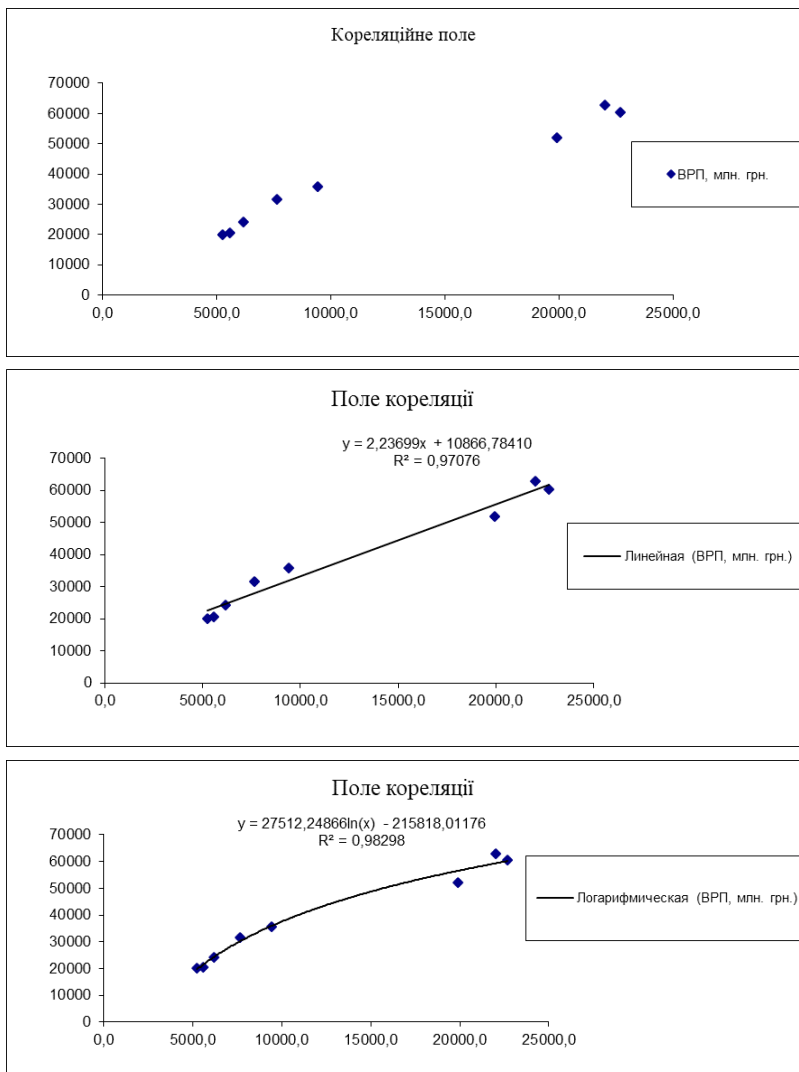 Кореляційне поле
70000
60000
50000
40000
30000
20000
10000
0
0,0 5000,0 10000,0 15000,0 20000,0 25000,0
ВРП, млн. грн.
Поле кореляції
y = 2,23699x + 10866,78410
R² = 0,97076
70000
60000
50000
40000
30000
20000
10000
0
0,0 5000,0 10000,0 15000,0 20000,0 25000,0
Линейная (ВРП, млн. грн.)
Поле кореляції
y = 27512,24866ln(x) - 215818,01176
R² = 0,98298
70000
60000
50000
40000
30000
20000
10000
0
0,0 5000,0 10000,0 15000,0 20000,0 25000,0
Логарифмическая (ВРП, млн. грн.)